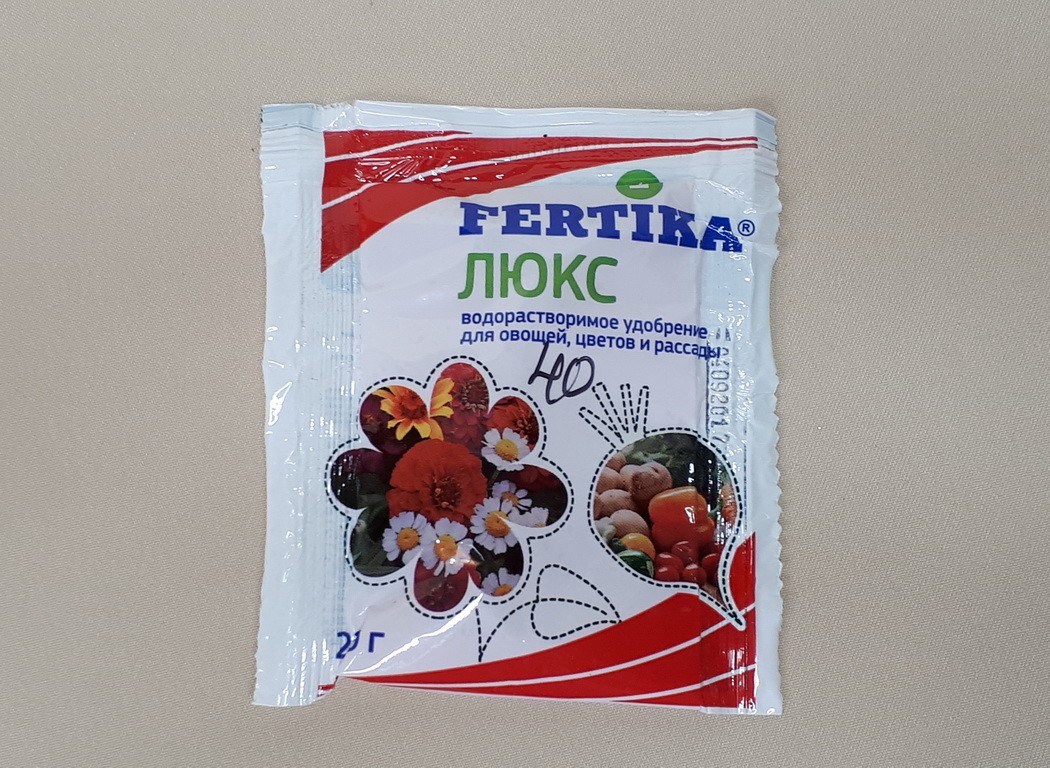 FERTIKA®
ЛЮКС
водорастворимое удобрение
для овощей, цветов и рассады
40
г